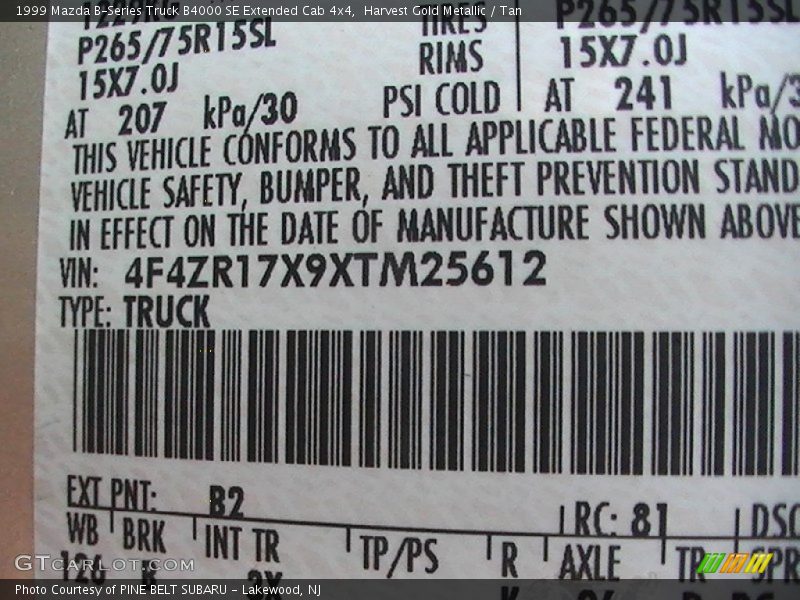 1999 Mazda B-Series Truck B4000 SE Extended Cab 4x4, Harvest Gold Metallic / Tan
P265/75R15SL TIRES P265/75R15SL
15X7.0J RIMS 15X7.0J
AT 207 kPa/30 PSI COLD AT 241 kPa/3
THIS VEHICLE CONFORMS TO ALL APPLICABLE FEDERAL MO
VEHICLE SAFETY, BUMPER, AND THEFT PREVENTION STAND
IN EFFECT ON THE DATE OF MANUFACTURE SHOWN ABOVE
VIN: 4F4ZR17X9XTM25612
TYPE: TRUCK
EXT PNT: B2 RC: 81 DSO
WB BRK INT TR TP/PS R AXLE TR SPR
126
GTCarLot.com
Photo Courtesy of PINE BELT SUBARU - Lakewood, NJ